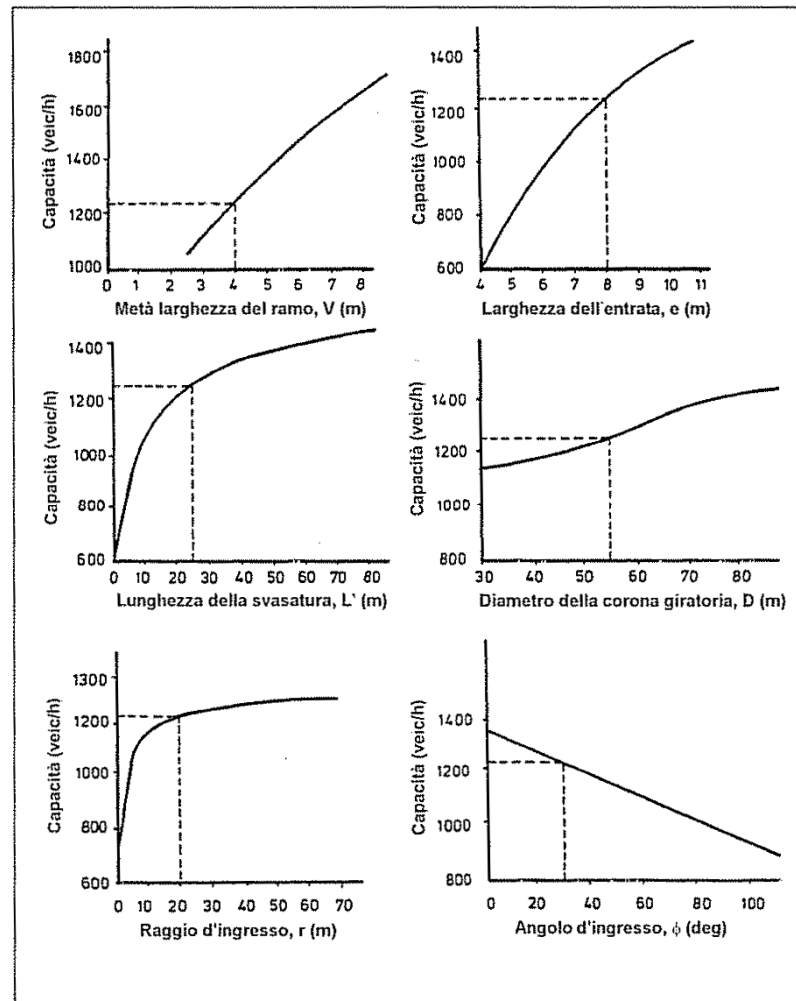 Capacità (veic/h)
1800
1600
1400
1200
1000
0 1 2 3 4 5 6 7 8
Metà larghezza del ramo, V (m)
Capacità (veic/h)
1400
1200
1000
800
600
4 5 6 7 8 9 10 11
Larghezza dell'entrata, e (m)
Capacità (veic/h)
1400
1200
1000
800
600
0 10 20 30 40 50 60 70 80
Lunghezza della svasatura, L' (m)
Capacità (veic/h)
1400
1200
1000
800
30 40 50 60 70 80
Diametro della corona giratoria, D (m)
Capacità (veic/h)
1300
1200
1000
800
600
0 10 20 30 40 50 60 70
Raggio d'ingresso, r (m)
Capacità (veic/h)
1400
1200
1000
800
0 20 40 60 80 100
Angolo d'ingresso, ϕ (deg)